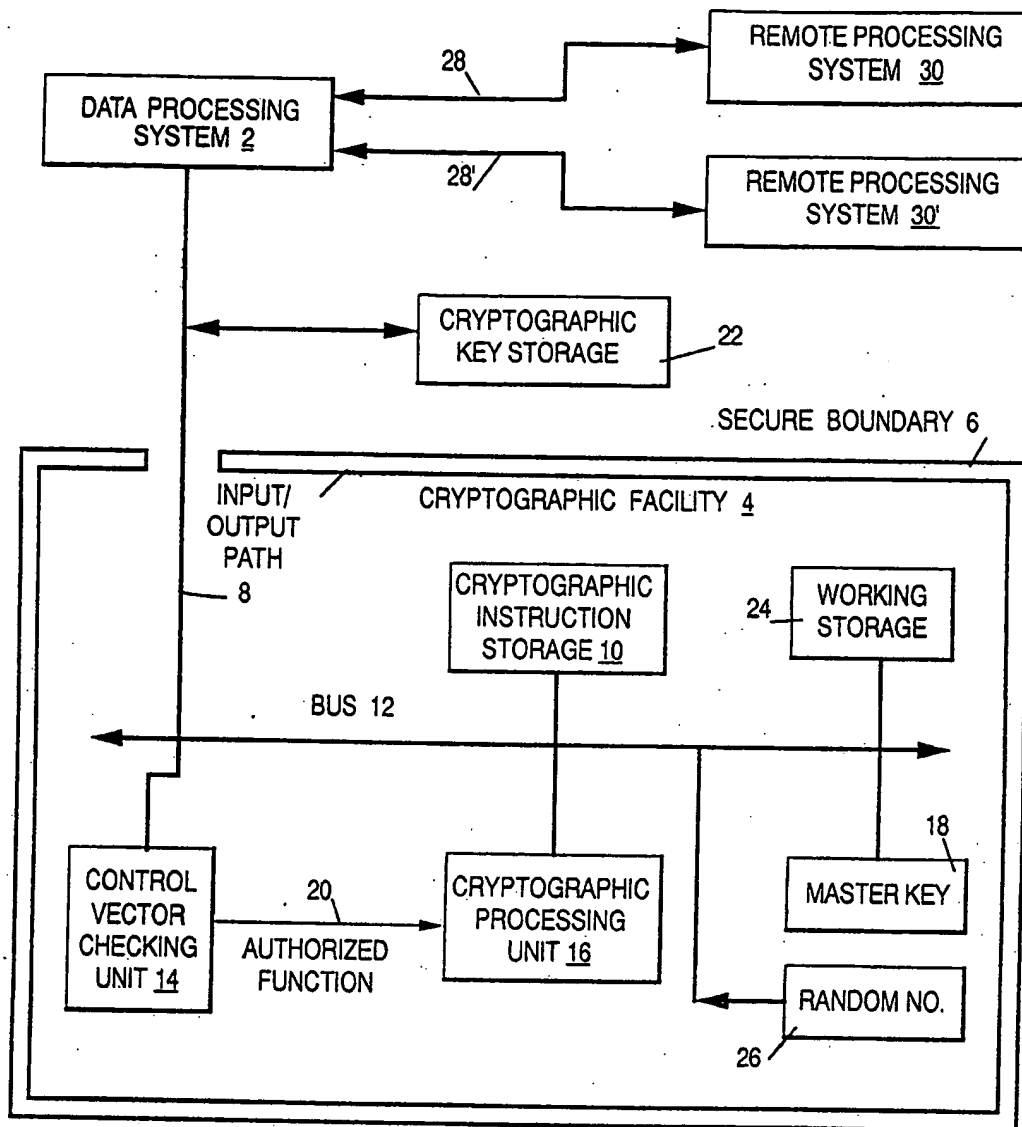 REMOTE PROCESSING
SYSTEM 30
28
DATA PROCESSING
SYSTEM 2
28'
REMOTE PROCESSING
SYSTEM 30'
CRYPTOGRAPHIC
KEY STORAGE
22
SECURE BOUNDARY 6
INPUT/
OUTPUT
PATH
8
CRYPTOGRAPHIC FACILITY 4
CRYPTOGRAPHIC
INSTRUCTION
STORAGE 10
24
WORKING
STORAGE
BUS 12
18
CONTROL
VECTOR
CHECKING
UNIT 14
20
AUTHORIZED
FUNCTION
CRYPTOGRAPHIC
PROCESSING
UNIT 16
MASTER KEY
RANDOM NO.
26